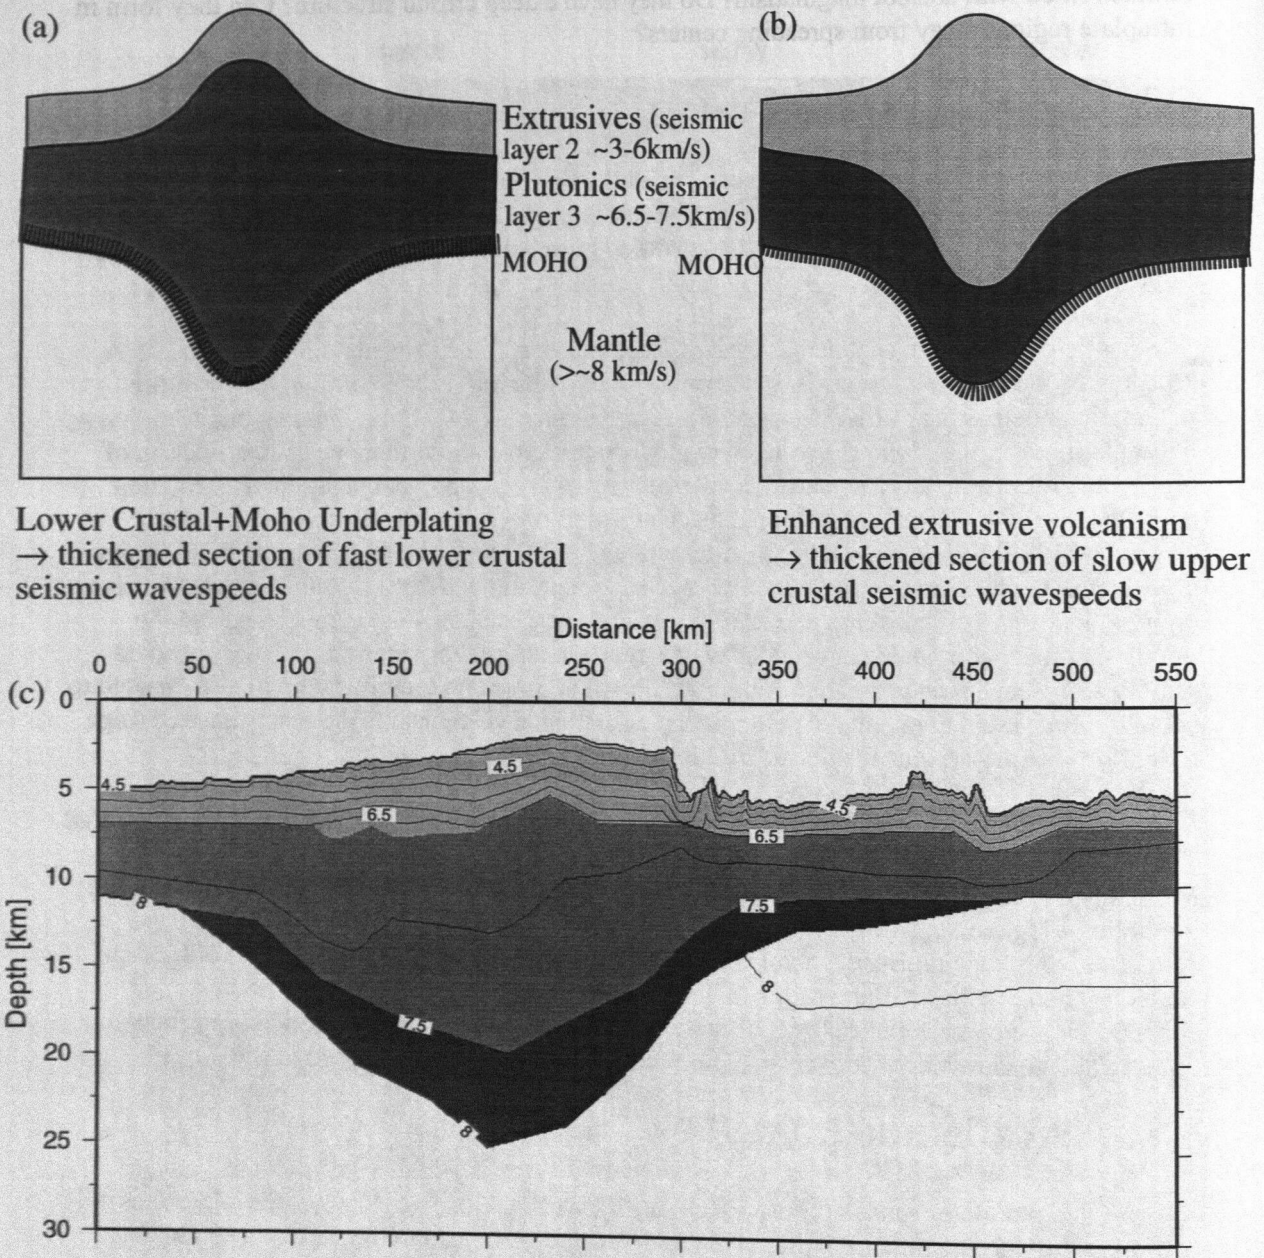 (a)
(b)
Extrusives (seismic
layer 2 ~3-6km/s)
Plutonics (seismic
layer 3 ~6.5-7.5km/s)
MOHO
MOHO
Mantle
(>~8 km/s)
Lower Crustal+Moho Underplating
→ thickened section of fast lower crustal
seismic wavespeeds
Enhanced extrusive volcanism
→ thickened section of slow upper
crustal seismic wavespeeds
Distance [km]
0 50 100 150 200 250 300 350 400 450 500 550
(c)
Depth [km]
0
5
10
15
20
25
30
4.5
4.5
4.5
6.5
6.5
8
7.5
7.5
8
8